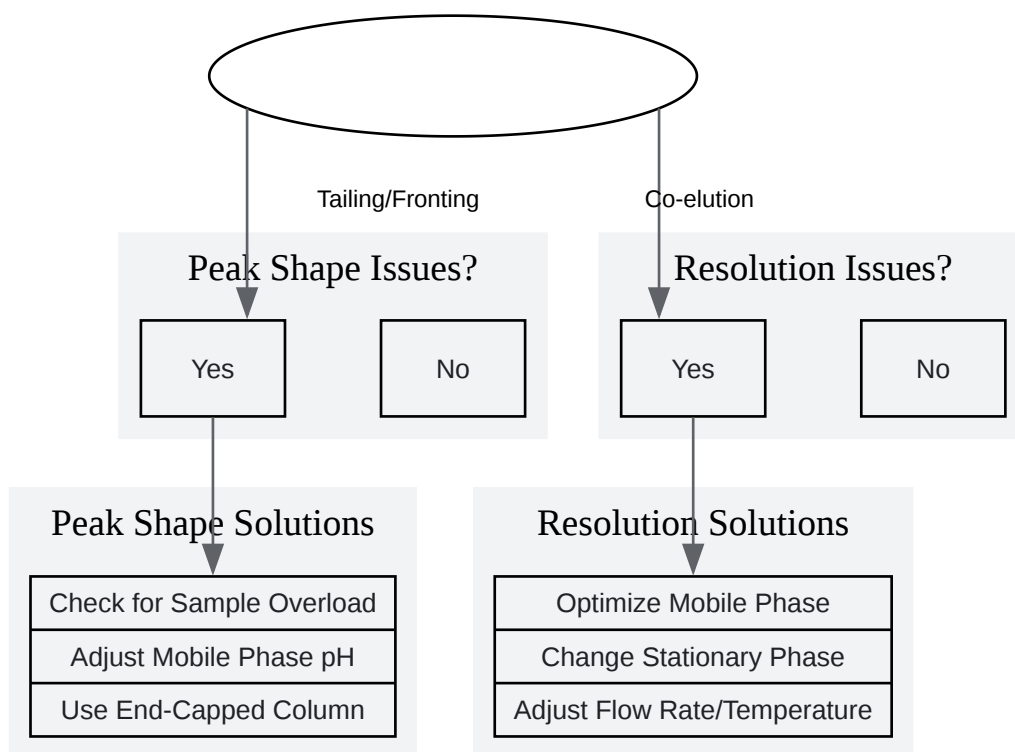 Tailing/Fronting
Co-elution
Peak Shape Issues?
Resolution Issues?
Yes
No
Yes
No
Peak Shape Solutions
Resolution Solutions
Check for Sample Overload
Adjust Mobile Phase pH
Use End-Capped Column
Optimize Mobile Phase
Change Stationary Phase
Adjust Flow Rate/Temperature